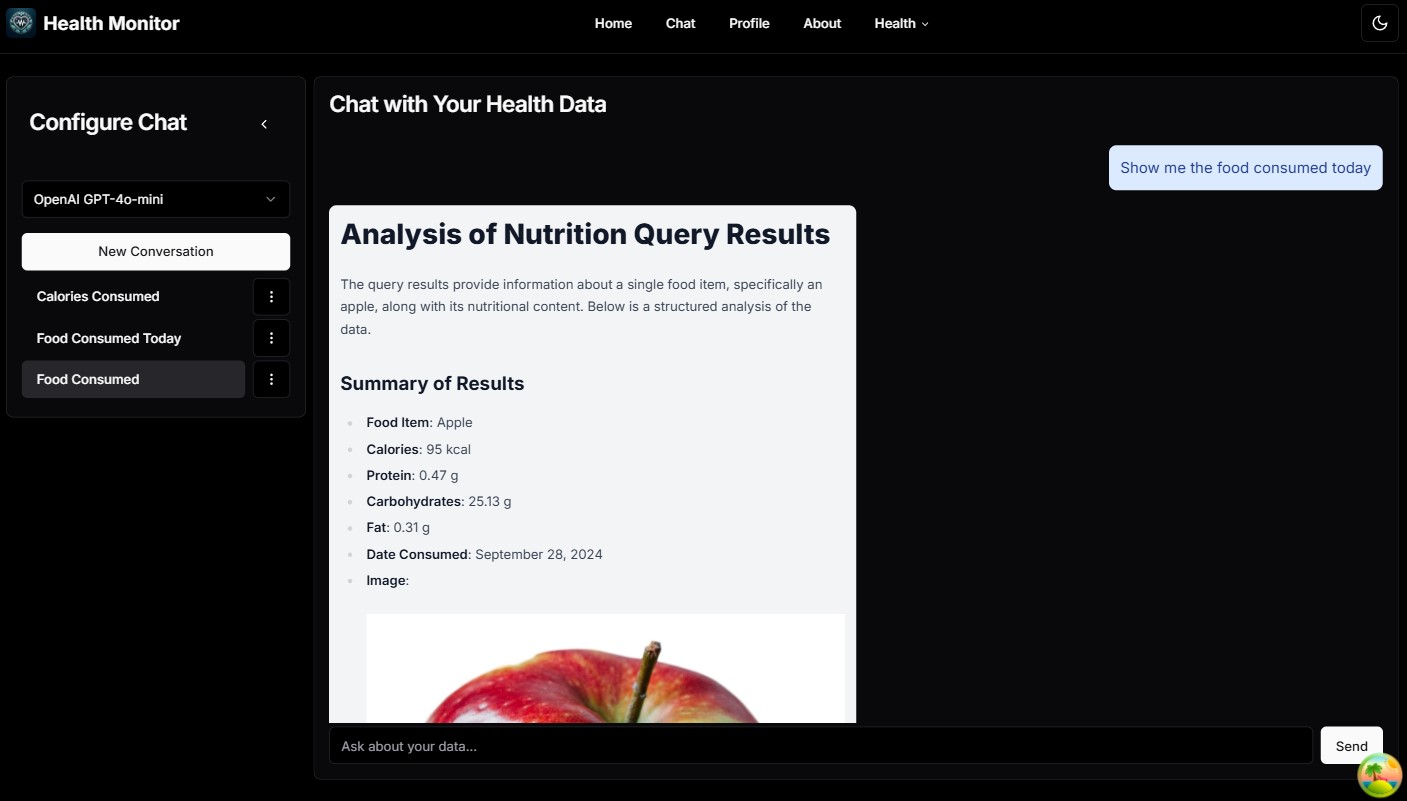 Health Monitor
Home
Chat
Profile
About
Health
Configure Chat
OpenAI GPT-4o-mini
New Conversation
Calories Consumed
Food Consumed Today
Food Consumed
Chat with Your Health Data
Show me the food consumed today
Analysis of Nutrition Query Results
The query results provide information about a single food item, specifically an
apple, along with its nutritional content. Below is a structured analysis of the
data.
Summary of Results
Food Item: Apple
Calories: 95 kcal
Protein: 0.47 g
Carbohydrates: 25.13 g
Fat: 0.31 g
Date Consumed: September 28, 2024
Image:
Ask about your data...
Send